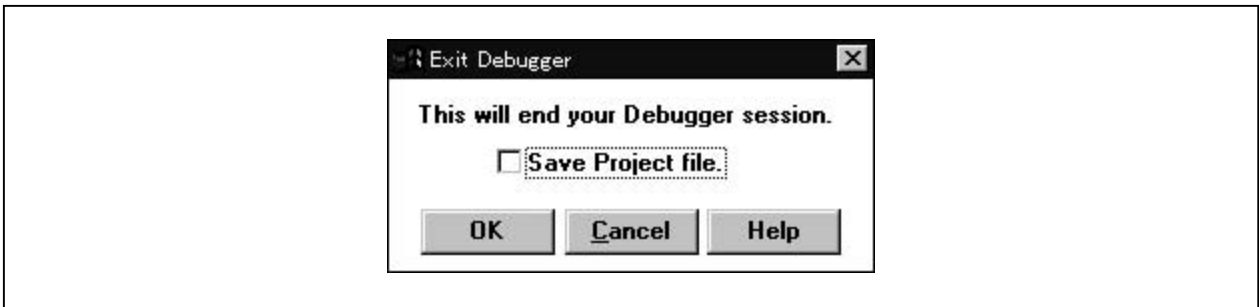 Exit Debugger
This will end your Debugger session.
Save Project file.
OK Cancel Help